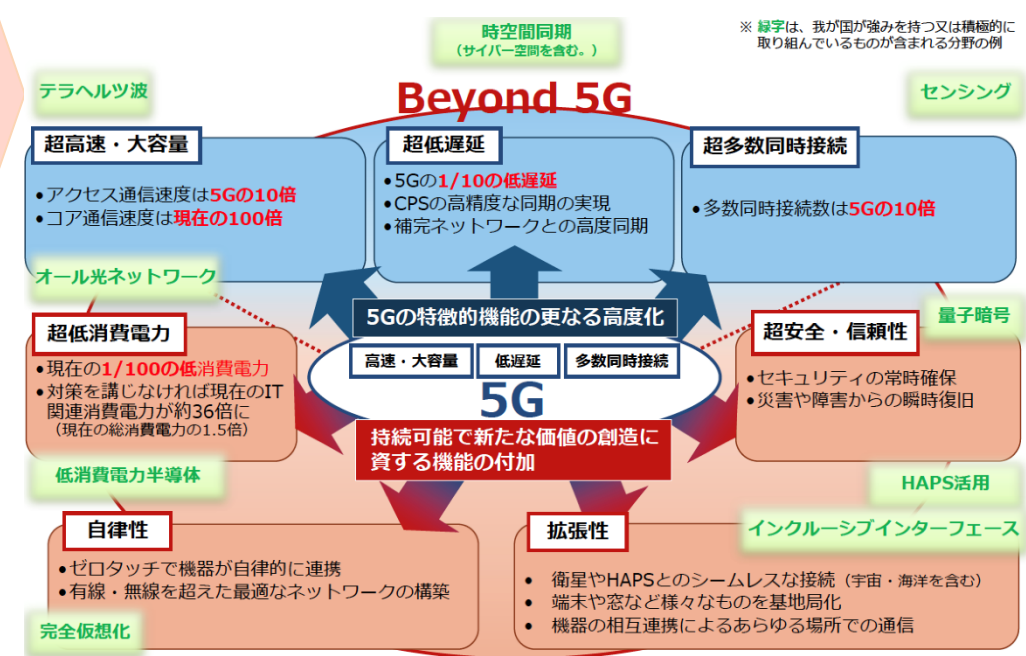 時空間同期
(サイバー空間を含む。)
※ 緑字は、我が国が強みを持つ又は積極的に
取り組んでいるものが含まれる分野の例
テラヘルツ波
Beyond 5G
センシング
超高速・大容量
•アクセス通信速度は5Gの10倍
•コア通信速度は現在の100倍
超低遅延
•5Gの1/10の低遅延
•CPSの高精度な同期の実現
•補完ネットワークとの高度同期
超多数同時接続
•多数同時接続数は5Gの10倍
オール光ネットワーク
5Gの特徴的機能の更なる高度化
量子暗号
高速・大容量
低遅延
多数同時接続
5G
超低消費電力
•現在の1/100の低消費電力
•対策を講じなければ現在のIT
関連消費電力が約36倍に
(現在の総消費電力の1.5倍)
超安全・信頼性
•セキュリティの常時確保
•災害や障害からの瞬時復旧
持続可能で新たな価値の創造に
資する機能の付加
低消費電力半導体
HAPS活用
自律性
•ゼロタッチで機器が自律的に連携
•有線・無線を超えた最適なネットワークの構築
完全仮想化
インクルーシブインターフェース
拡張性
• 衛星やHAPSとのシームレスな接続(宇宙・海洋を含む)
• 端末や窓など様々なものを基地局化
• 機器の相互連携によるあらゆる場所での通信